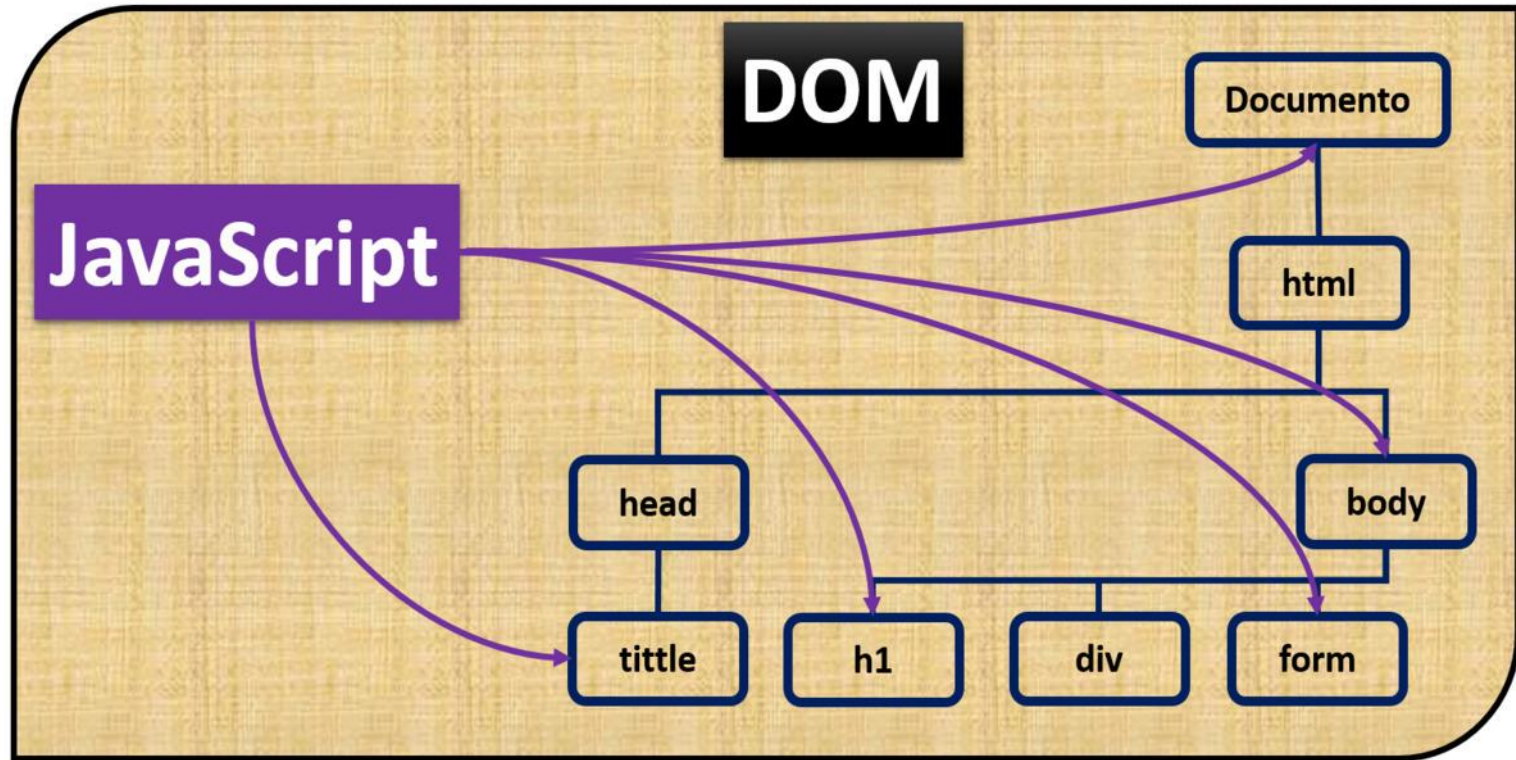 DOM
Documento
JavaScript
html
head
body
tittle
h1
div
form